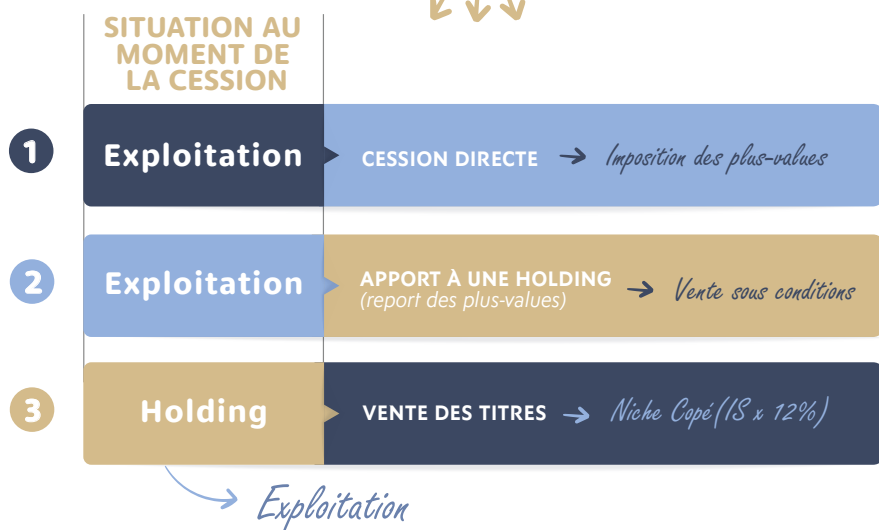 SITUATION AU
MOMENT DE
LA CESSION
1
Exploitation
CESSION DIRECTE
Imposition des plus-values
2
Exploitation
APPORT À UNE HOLDING
(report des plus-values)
Vente sous conditions
3
Holding
VENTE DES TITRES
Niche Copé (IS x 12%)
Exploitation